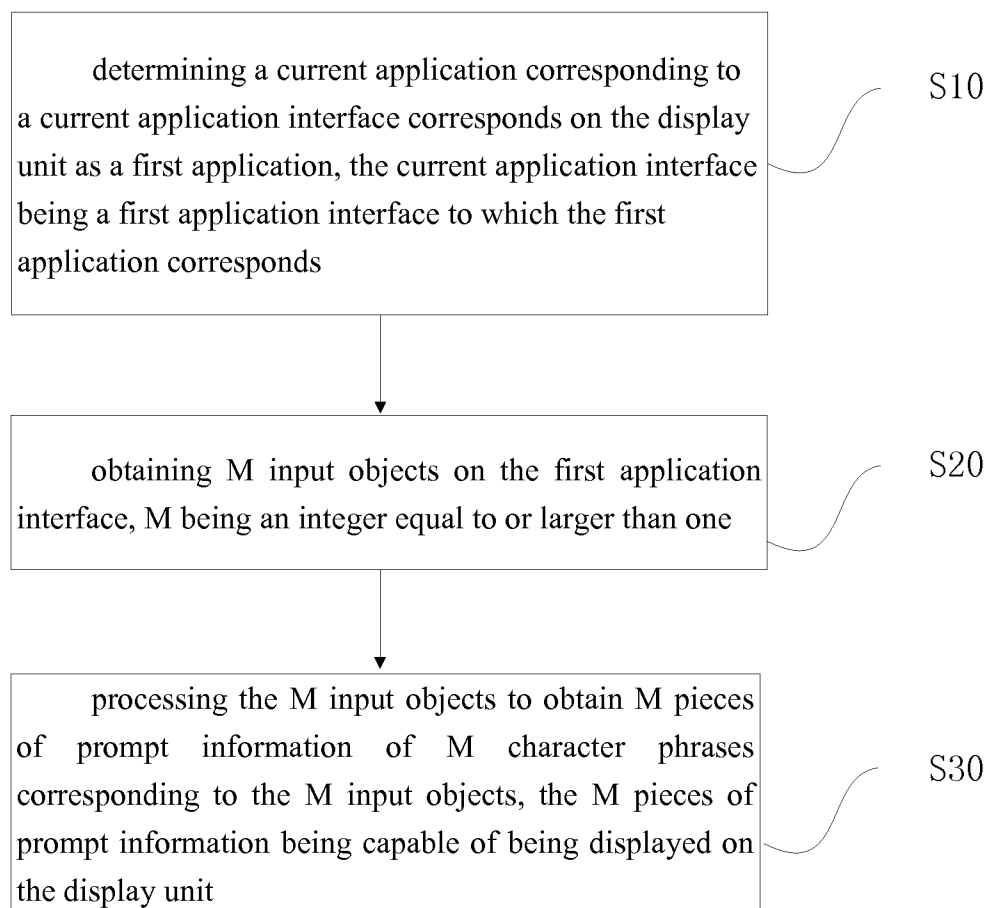 determining a current application corresponding to
a current application interface corresponds on the display
unit as a first application, the current application interface
being a first application interface to which the first
application corresponds
S10
obtaining M input objects on the first application
interface, M being an integer equal to or larger than one
S20
processing the M input objects to obtain M pieces
of prompt information of M character phrases
corresponding to the M input objects, the M pieces of
prompt information being capable of being displayed on
the display unit
S30